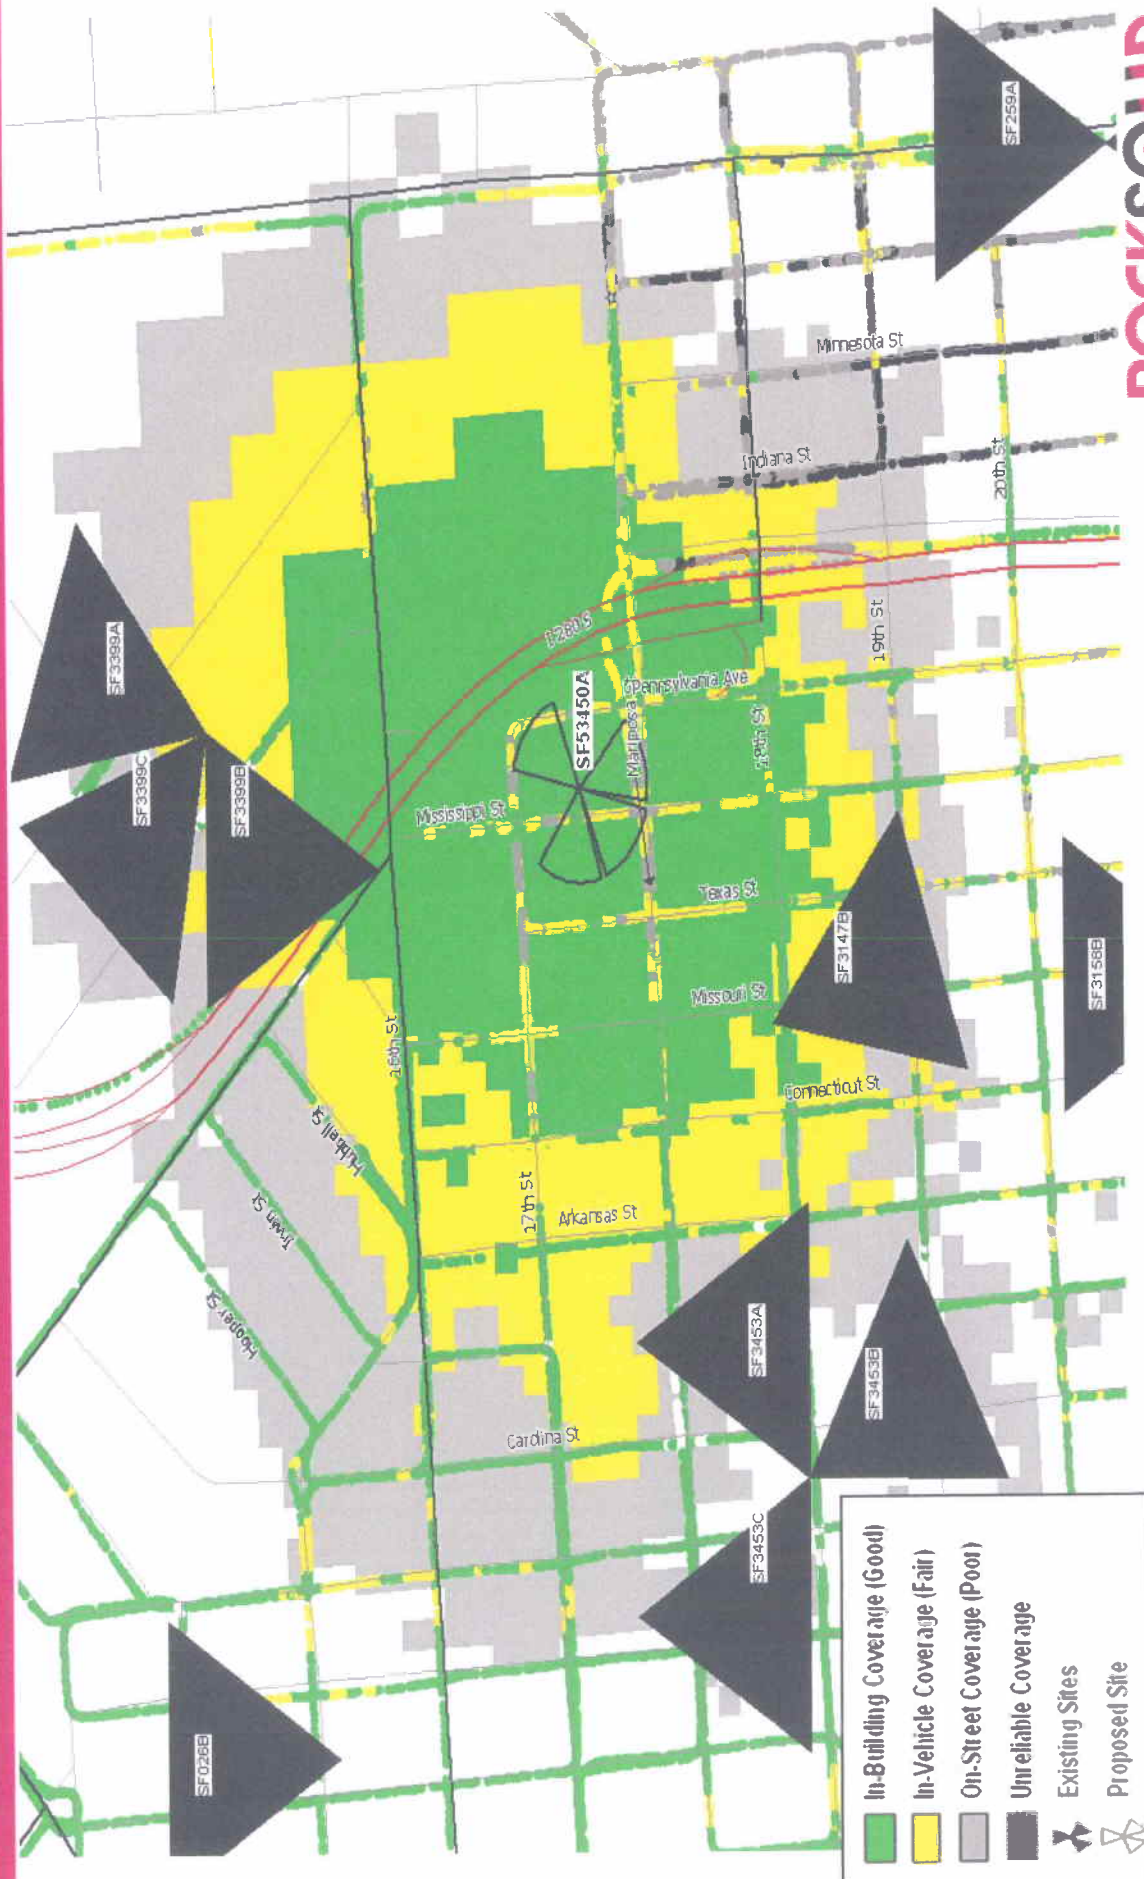 SF259A
Minnesota St
Indiana St
20th St
SF3399A
SF3399C
SF3399B
I-280 S
19th St
SF53450A
Pennsylvania Ave
Mariposa
18th St
Mississippi St
Texas St
SF3147B
SF3158B
Missouri St
16th St
Connecticut St
Hubbell St
17th St
Irwin St
Arkansas St
Hooper St
SF3453A
SF3453B
Carolina St
SF3453C
SF026B
In-Building Coverage (Good)
In-Vehicle Coverage (Fair)
On-Street Coverage (Poor)
Unreliable Coverage
Existing Sites
Proposed Site